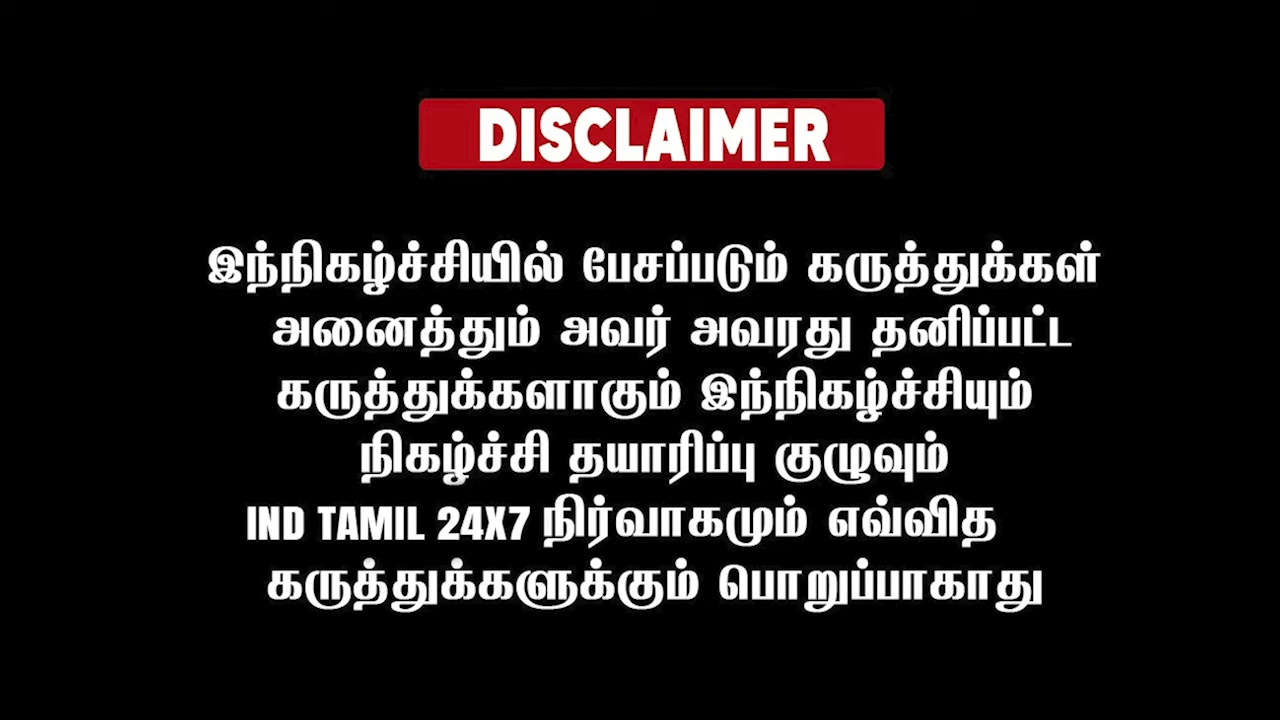 DISCLAIMER
இந்நிகழ்ச்சியில் பேசப்படும் கருத்துக்கள்
அனைத்தும் அவர் அவரது தனிப்பட்ட
கருத்துக்களாகும் இந்நிகழ்ச்சியும்
நிகழ்ச்சி தயாரிப்பு குழுவும்
IND TAMIL 24X7 நிர்வாகமும் எவ்வித
கருத்துக்களுக்கும் பொறுப்பாகாது